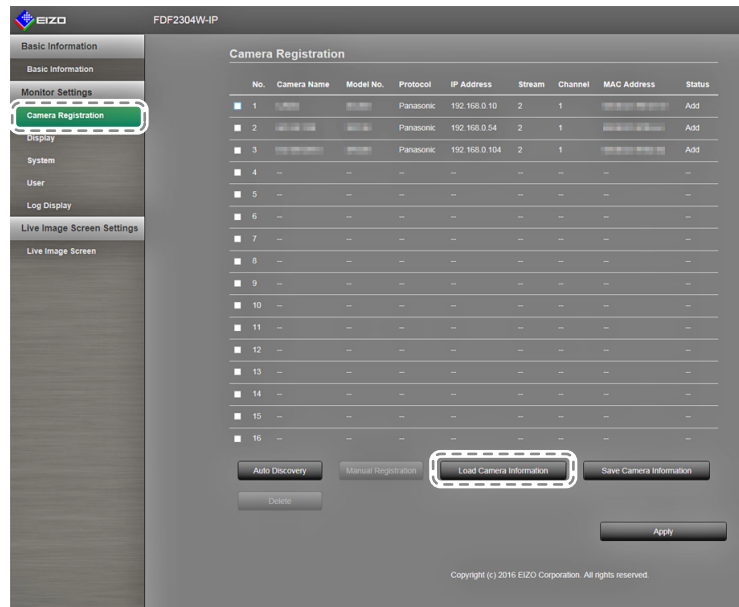 EIZO FDF2304W-IP
Basic Information
Basic Information
Monitor Settings
Camera Registration
Display
System
User
Log Display
Live Image Screen Settings
Live Image Screen
Camera Registration
No. Camera Name Model No. Protocol IP Address Stream Channel MAC Address Status
1 Panasonic 192.168.0.10 2 1 Add
2 Panasonic 192.168.0.54 2 1 Add
3 Panasonic 192.168.0.104 2 1 Add
4 -- -- -- -- -- -- -- --
5 -- -- -- -- -- -- -- --
6 -- -- -- -- -- -- -- --
7 -- -- -- -- -- -- -- --
8 -- -- -- -- -- -- -- --
9 -- -- -- -- -- -- -- --
10 -- -- -- -- -- -- -- --
11 -- -- -- -- -- -- -- --
12 -- -- -- -- -- -- -- --
13 -- -- -- -- -- -- -- --
14 -- -- -- -- -- -- -- --
15 -- -- -- -- -- -- -- --
16 -- -- -- -- -- -- -- --
Auto Discovery Manual Registration Load Camera Information Save Camera Information
Delete
Apply
Copyright (c) 2016 EIZO Corporation. All rights reserved.